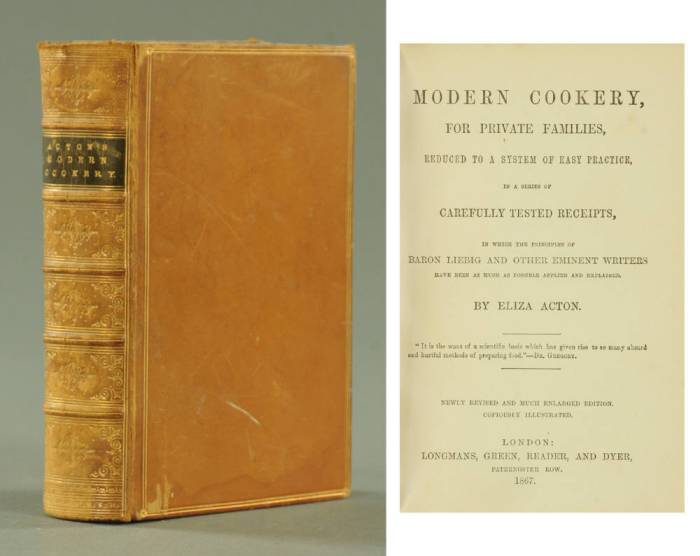 ACTON'S
MODERN
COOKERY.
MODERN COOKERY,
FOR PRIVATE FAMILIES,
REDUCED TO A SYSTEM OF EASY PRACTICE,
IN A SERIES OF
CAREFULLY TESTED RECEIPTS,
IN WHICH THE PRINCIPLES OF
BARON LIEBIG AND OTHER EMINENT WRITERS
HAVE BEEN AS MUCH AS POSSIBLE APPLIED AND EXPLAINED.
BY ELIZA ACTON.
"It is the want of a scientific basis which has given rise to so many absurd
and hurtful methods of preparing food."—DR. GREGORY.
NEWLY REVISED AND MUCH ENLARGED EDITION.
COPIOUSLY ILLUSTRATED.
LONDON:
LONGMANS, GREEN, READER, AND DYER,
PATERNOSTER ROW.
1867.